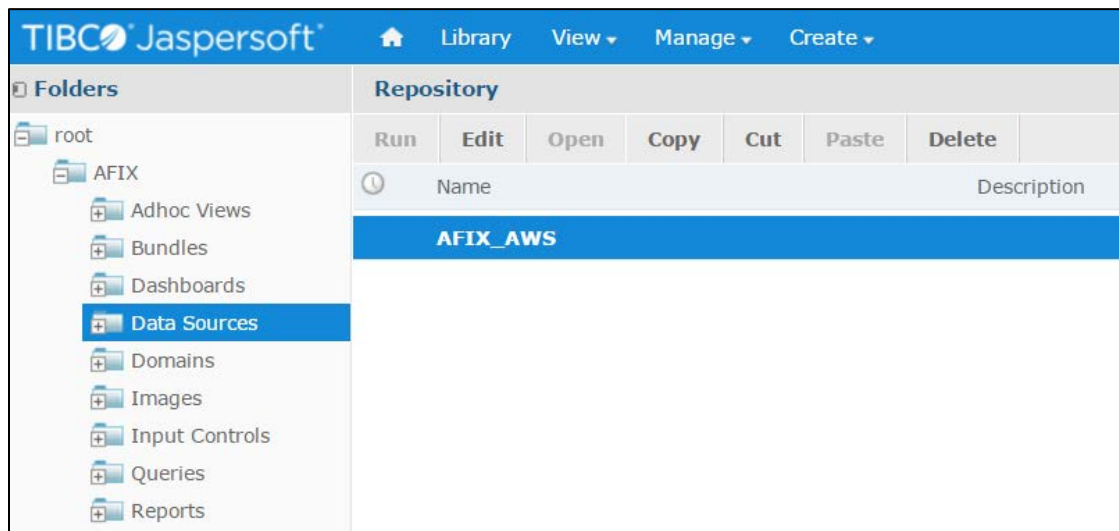 TIBCO Jaspersoft Library View Manage Create
Folders
root
AFIX
Adhoc Views
Bundles
Dashboards
Data Sources
Domains
Images
Input Controls
Queries
Reports
Repository
Run Edit Open Copy Cut Paste Delete
Name Description
AFIX_AWS